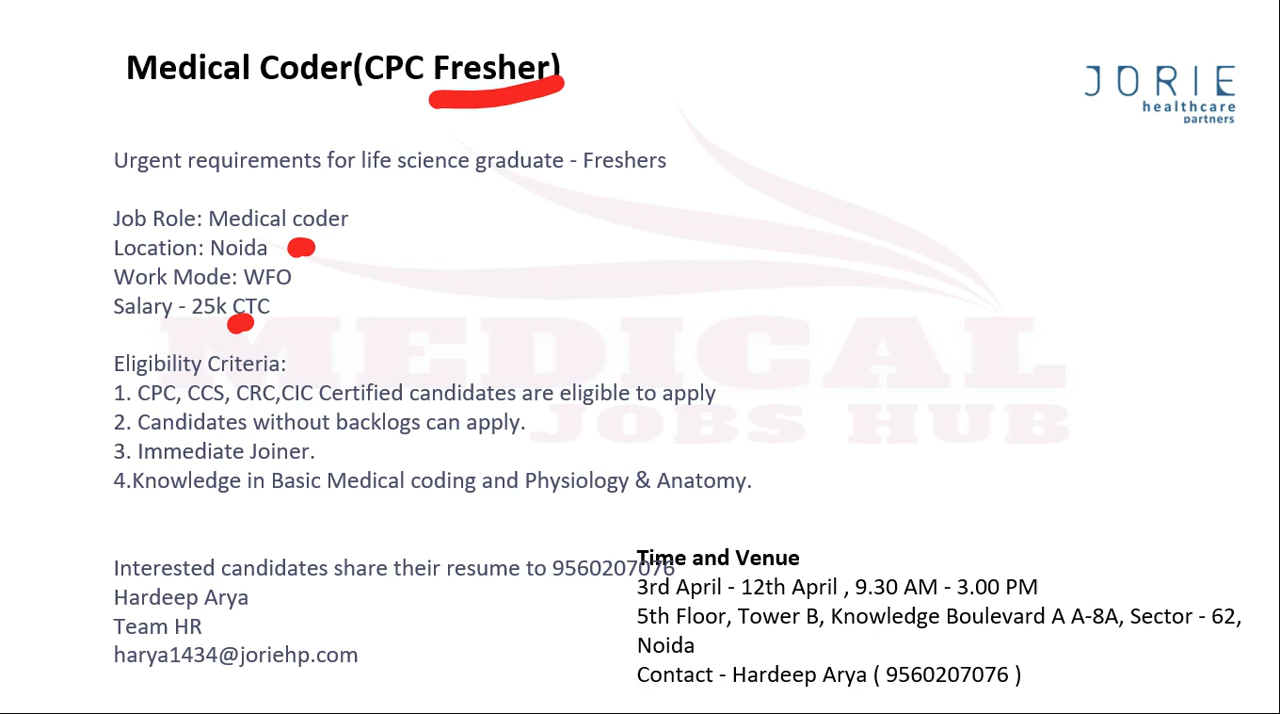 Medical Coder(CPC Fresher)
JORIE
healthcare
partners
Urgent requirements for life science graduate - Freshers
Job Role: Medical coder
Location: Noida
Work Mode: WFO
Salary - 25k CTC
MEDICAL
JOBS HUB
Eligibility Criteria:
1. CPC, CCS, CRC,CIC Certified candidates are eligible to apply
2. Candidates without backlogs can apply.
3. Immediate Joiner.
4.Knowledge in Basic Medical coding and Physiology & Anatomy.
Interested candidates share their resume to 9560207076
Hardeep Arya
Team HR
harya1434@joriehp.com
Time and Venue
3rd April - 12th April , 9.30 AM - 3.00 PM
5th Floor, Tower B, Knowledge Boulevard A A-8A, Sector - 62,
Noida
Contact - Hardeep Arya ( 9560207076 )